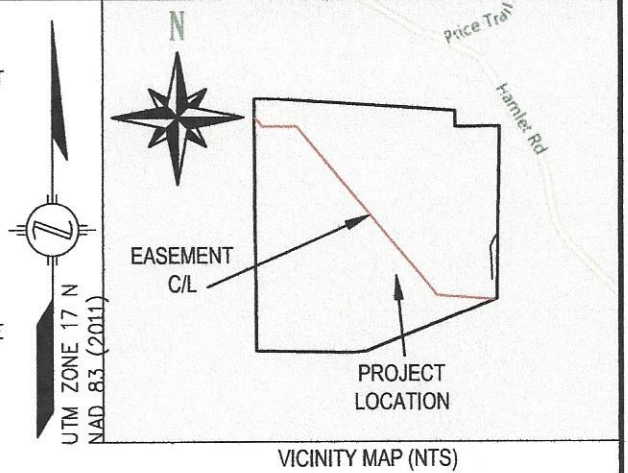 N
Price Trail
Hamlet Rd
EASEMENT
C/L
PROJECT
LOCATION
UTM ZONE 17 N
NAD 83 (2011)
VICINITY MAP (NTS)